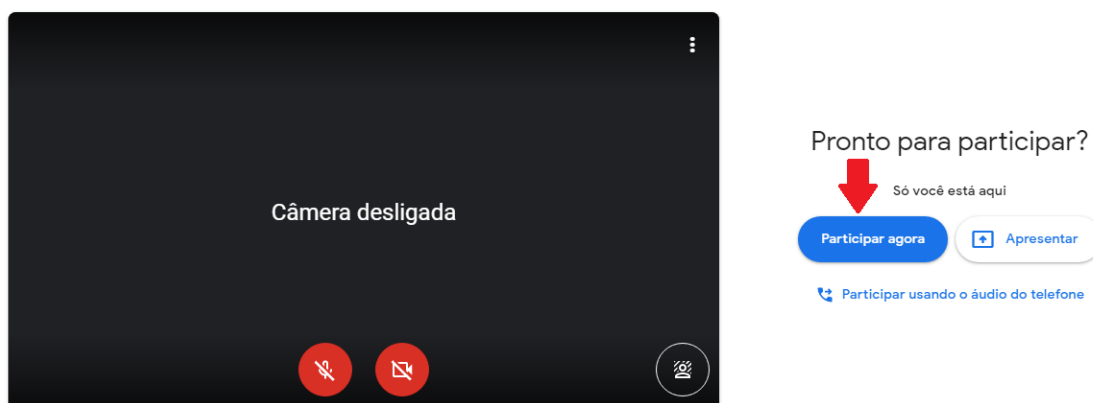 Câmera desligada
Pronto para participar?
Só você está aqui
Participar agora
Apresentar
Participar usando o áudio do telefone